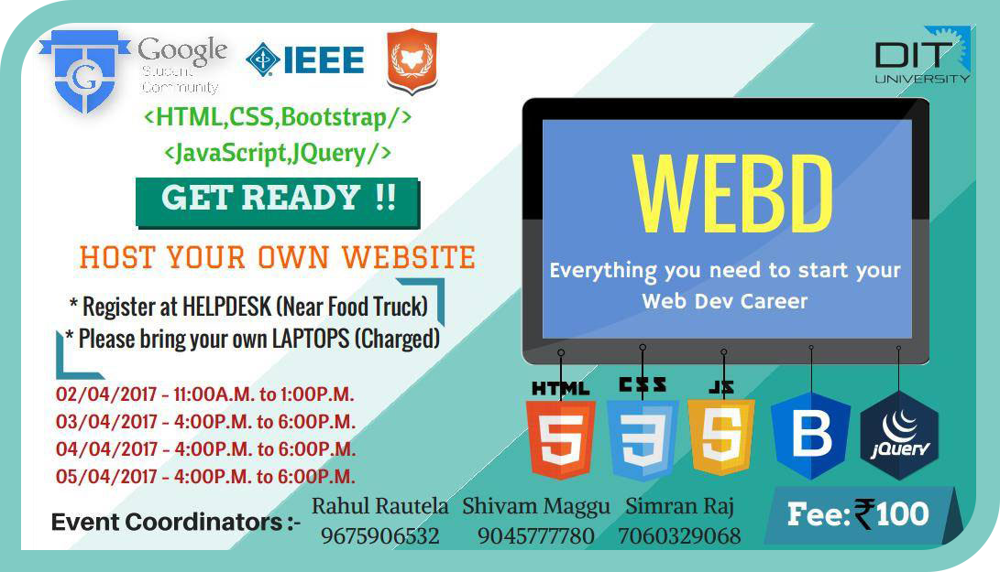 Google
Student
Community
IEEE
DIT
UNIVERSITY
<HTML,CSS,Bootstrap/>
<JavaScript,JQuery/>
GET READY !!
HOST YOUR OWN WEBSITE
* Register at HELPDESK (Near Food Truck)
* Please bring your own LAPTOPS (Charged)
02/04/2017 - 11:00A.M. to 1:00P.M.
03/04/2017 - 4:00P.M. to 6:00P.M.
04/04/2017 - 4:00P.M. to 6:00P.M.
05/04/2017 - 4:00P.M. to 6:00P.M.
WEBD
Everything you need to start your
Web Dev Career
HTML CSS JS
5 3 5 B jQuery
Event Coordinators :-
Rahul Rautela Shivam Maggu Simran Raj
9675906532 9045777780 7060329068
Fee:₹100